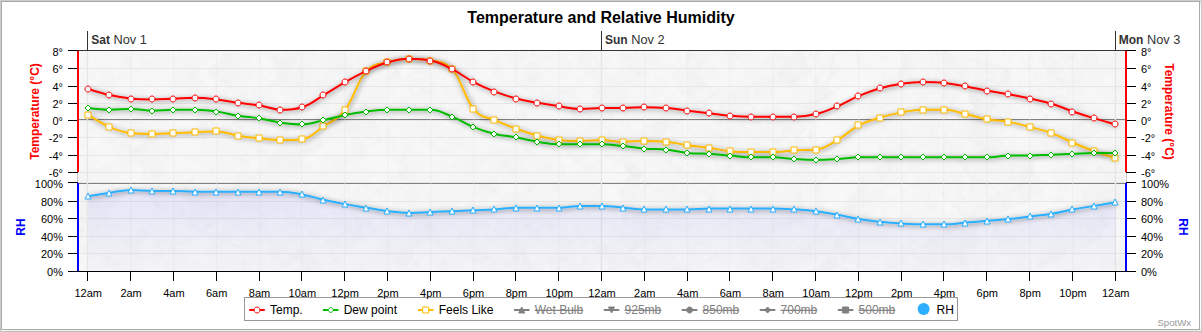 Temperature and Relative Humidity
Sat Nov 1 Sun Nov 2 Mon Nov 3
8° 8°
6° 6°
4° 4°
2° 2°
0° 0°
-2° -2°
-4° -4°
-6° -6°
Temperature (°C) Temperature (°C)
100% 100%
80% 80%
60% 60%
40% 40%
20% 20%
0% 0%
RH RH
12am 2am 4am 6am 8am 10am 12pm 2pm 4pm 6pm 8pm 10pm 12am 2am 4am 6am 8am 10am 12pm 2pm 4pm 6pm 8pm 10pm 12am
Temp. Dew point Feels Like Wet Bulb 925mb 850mb 700mb 500mb RH
SpotWx